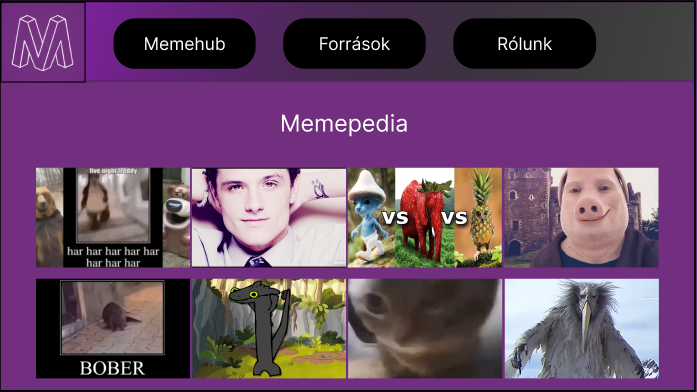 M
Memehub
Források
Rólunk
Memepedia
five night freddy
har har har har har
har har har
vs vs
BOBER